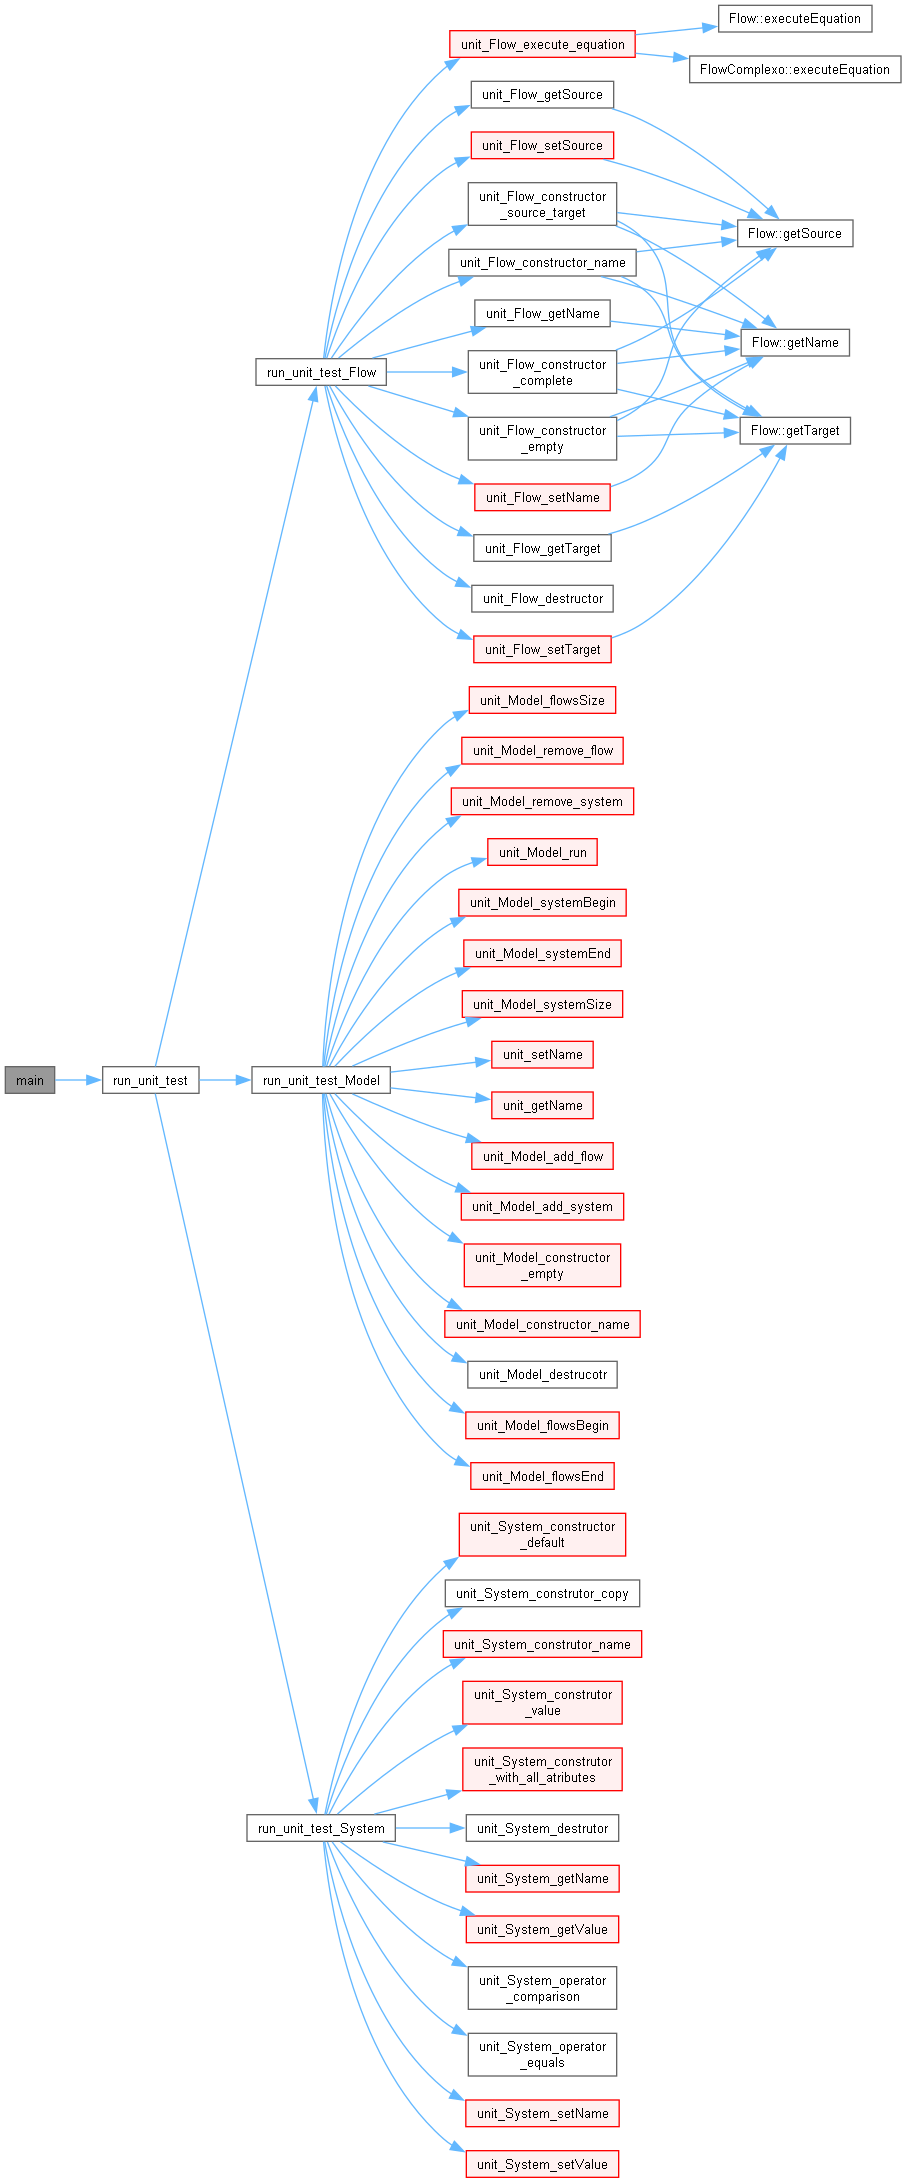 Flow::executeEquation
unit_Flow_execute_equation
FlowComplexo::executeEquation
unit_Flow_getSource
unit_Flow_setSource
unit_Flow_constructor
_source_target
Flow::getSource
unit_Flow_constructor_name
unit_Flow_getName
Flow::getName
run_unit_test_Flow
unit_Flow_constructor
_complete
unit_Flow_constructor
_empty
Flow::getTarget
unit_Flow_setName
unit_Flow_getTarget
unit_Flow_destructor
unit_Flow_setTarget
unit_Model_flowsSize
unit_Model_remove_flow
unit_Model_remove_system
unit_Model_run
unit_Model_systemBegin
unit_Model_systemEnd
unit_Model_systemSize
unit_setName
main
run_unit_test
run_unit_test_Model
unit_getName
unit_Model_add_flow
unit_Model_add_system
unit_Model_constructor
_empty
unit_Model_constructor_name
unit_Model_destrucotr
unit_Model_flowsBegin
unit_Model_flowsEnd
unit_System_constructor
_default
unit_System_construtor_copy
unit_System_construtor_name
unit_System_construtor
_value
unit_System_construtor
_with_all_atributes
run_unit_test_System
unit_System_destrutor
unit_System_getName
unit_System_getValue
unit_System_operator
_comparison
unit_System_operator
_equals
unit_System_setName
unit_System_setValue